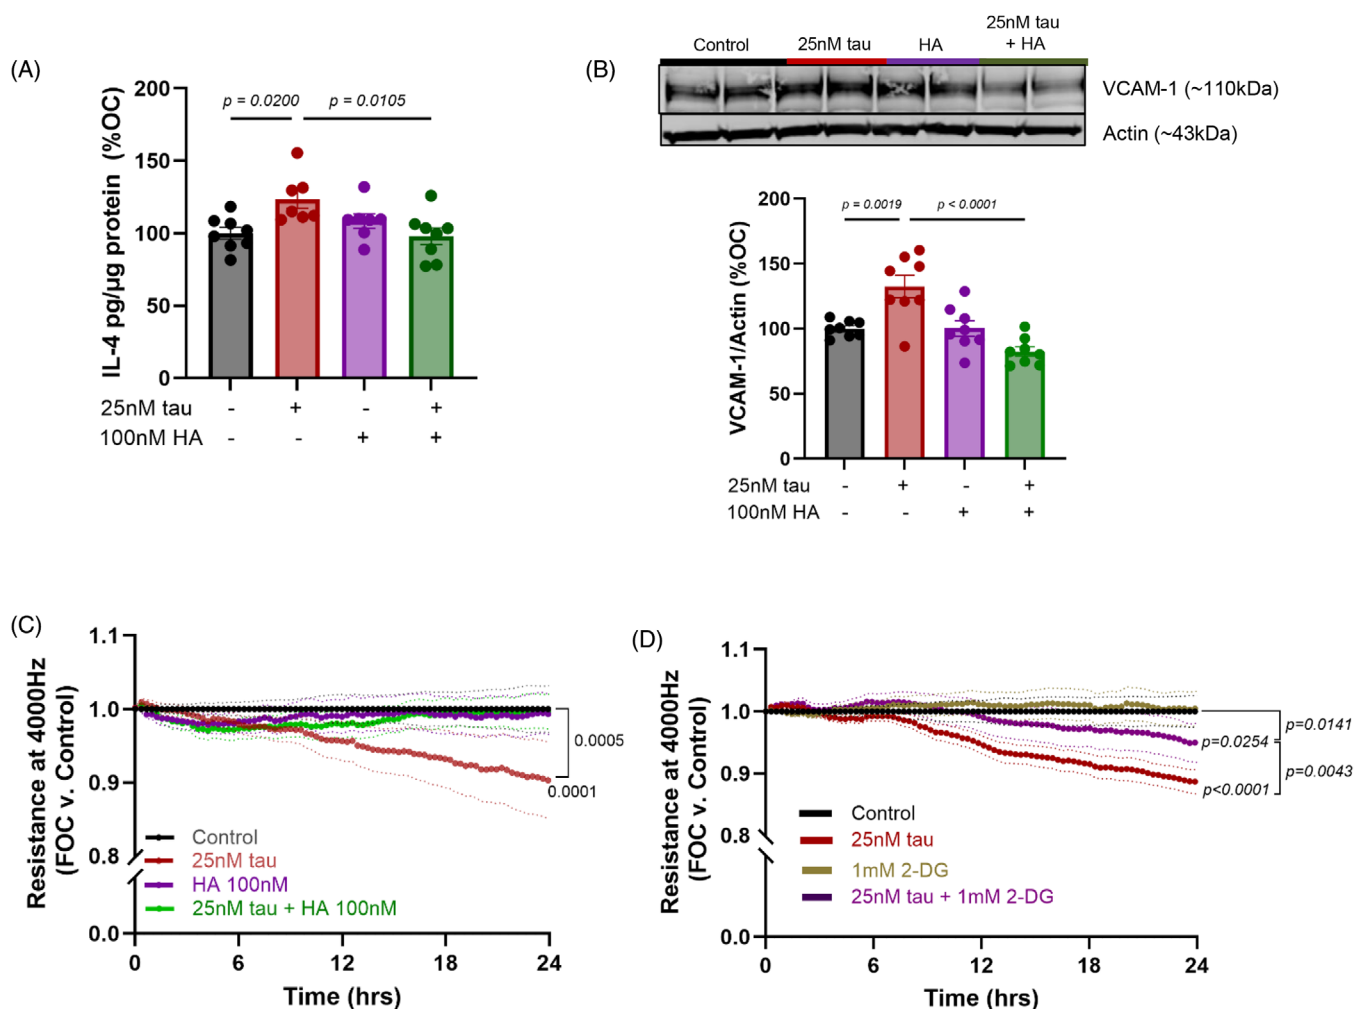 (A)
IL-4 pg/µg protein (%OC)
200
150
100
50
0
p = 0.0200
p = 0.0105
25nM tau - + - +
100nM HA - - + +
(B)
Control
25nM tau
HA
25nM tau
+ HA
VCAM-1 (~110kDa)
Actin (~43kDa)
VCAM-1/Actin (%OC)
200
150
100
50
0
p = 0.0019
p < 0.0001
25nM tau - + - +
100nM HA - - + +
(C)
Resistance at 4000Hz
(FOC v. Control)
1.1
1.0
0.9
0.8
0.0
0.0005
0.0001
Control
25nM tau
HA 100nM
25nM tau + HA 100nM
0 6 12 18 24
Time (hrs)
(D)
Resistance at 4000Hz
(FOC v. Control)
1.1
1.0
0.9
0.8
0.0
p=0.0141
p=0.0254
p=0.0043
p<0.0001
Control
25nM tau
1mM 2-DG
25nM tau + 1mM 2-DG
0 6 12 18 24
Time (hrs)